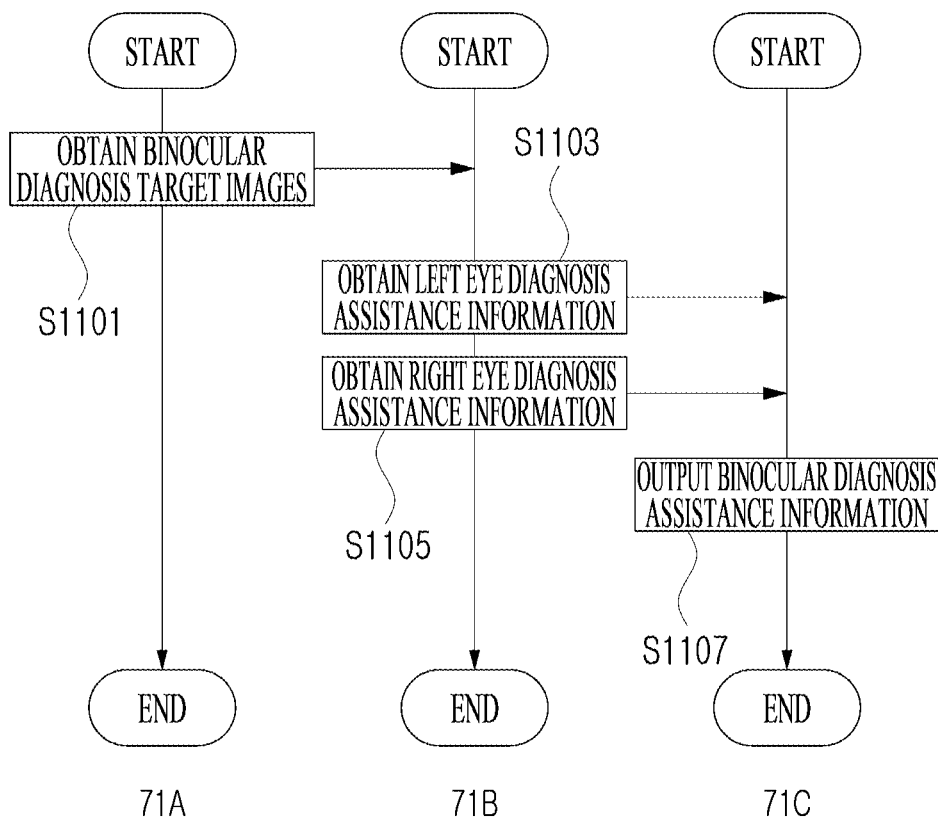 START
START
START
OBTAIN BINOCULAR
DIAGNOSIS TARGET IMAGES
S1101
S1103
OBTAIN LEFT EYE DIAGNOSIS
ASSISTANCE INFORMATION
OBTAIN RIGHT EYE DIAGNOSIS
ASSISTANCE INFORMATION
S1105
OUTPUT BINOCULAR DIAGNOSIS
ASSISTANCE INFORMATION
S1107
END
END
END
71A
71B
71C